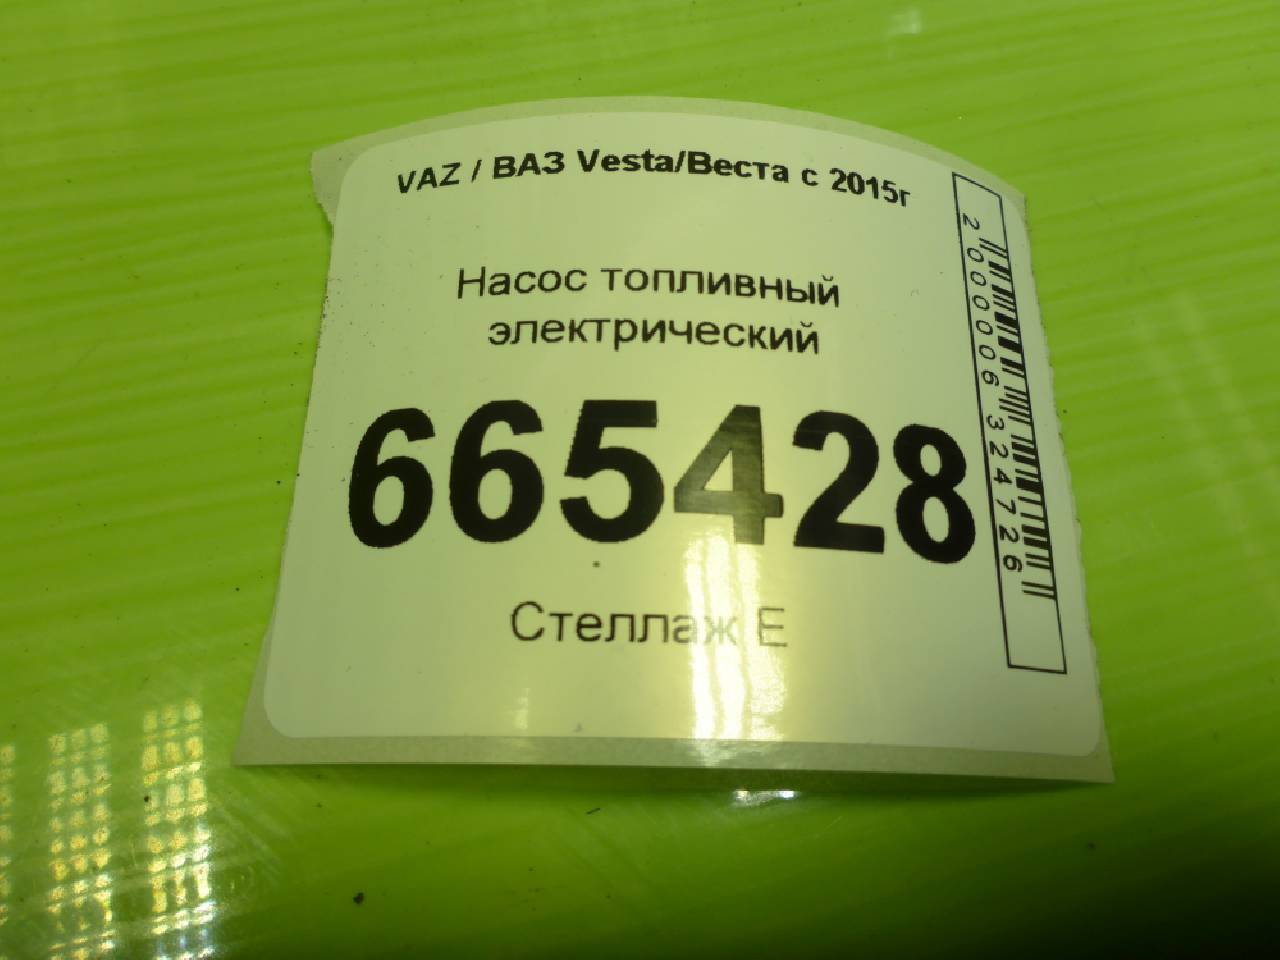 VAZ / ВАЗ Vesta/Веста с 2015г
Насос топливный
электрический
665428
Стеллаж Е
2000006324726